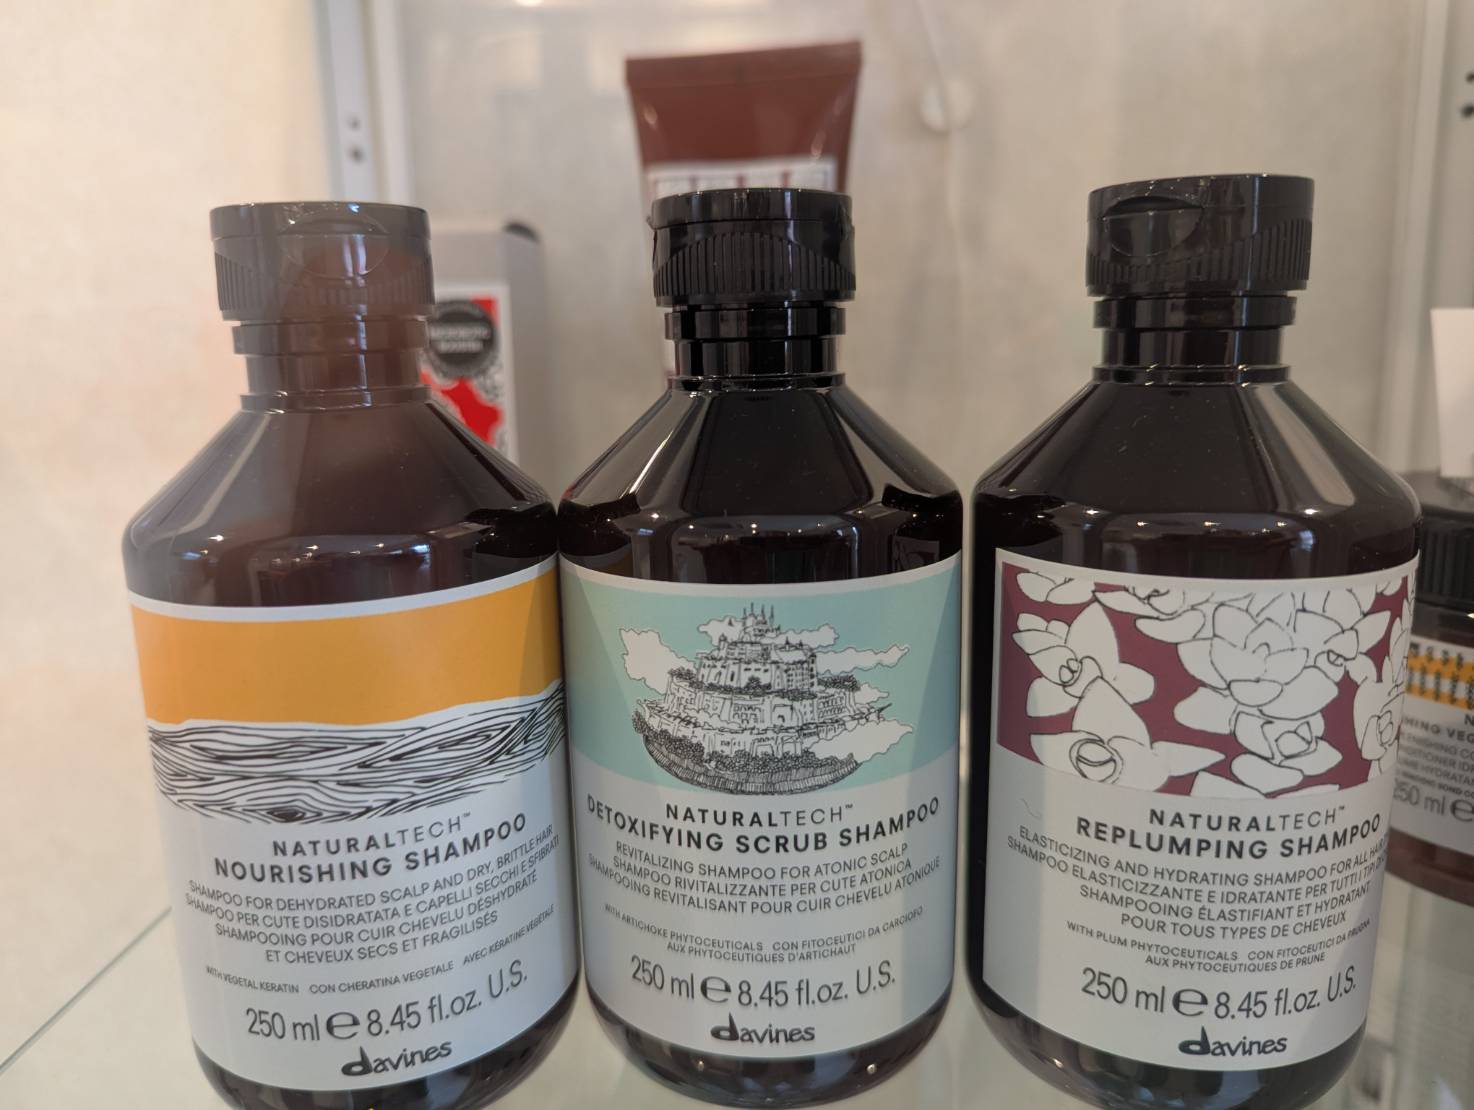 NATURALTECH™
NOURISHING SHAMPOO
SHAMPOO FOR DEHYDRATED SCALP AND DRY, BRITTLE HAIR
SHAMPOO PER CUTE DISIDRATATA E CAPELLI SECCHI E SFIBRATI
SHAMPOOING POUR CUIR CHEVELU DÉSHYDRATÉ
ET CHEVEUX SECS ET FRAGILISÉS
WITH VEGETAL KERATIN CON CHERATINA VEGETALE AVEC KÉRATINE VÉGÉTALE
250 ml e 8.45 fl.oz. U.S.
davines
NATURALTECH™
DETOXIFYING SCRUB SHAMPOO
REVITALIZING SHAMPOO FOR ATONIC SCALP
SHAMPOO RIVITALIZZANTE PER CUTE ATONICA
SHAMPOOING REVITALISANT POUR CUIR CHEVELU ATONIQUE
WITH ARTICHOKE PHYTOCEUTICALS CON FITOCEUTICI DA CARCIOFO
AUX PHYTOCEUTIQUES D'ARTICHAUT
250 ml e 8.45 fl.oz. U.S.
davines
NATURALTECH™
REPLUMPING SHAMPOO
ELASTICIZING AND HYDRATING SHAMPOO FOR ALL HAIR
SHAMPOO ELASTICIZZANTE E IDRATANTE PER TUTTI I TIPI
SHAMPOOING ÉLASTIFIANT ET HYDRATANT
POUR TOUS TYPES DE CHEVEUX
WITH PLUM PHYTOCEUTICALS CON FITOCEUTICI DA PRUGNA
AUX PHYTOCEUTIQUES DE PRUNE
250 ml e 8.45 fl.oz. U.S.
davines
250 ml e